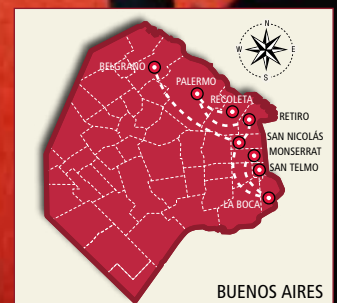 N
W E
S
BELGRANO
PALERMO
RECOLETA
RETIRO
SAN NICOLÁS
MONSERRAT
SAN TELMO
LA BOCA
BUENOS AIRES